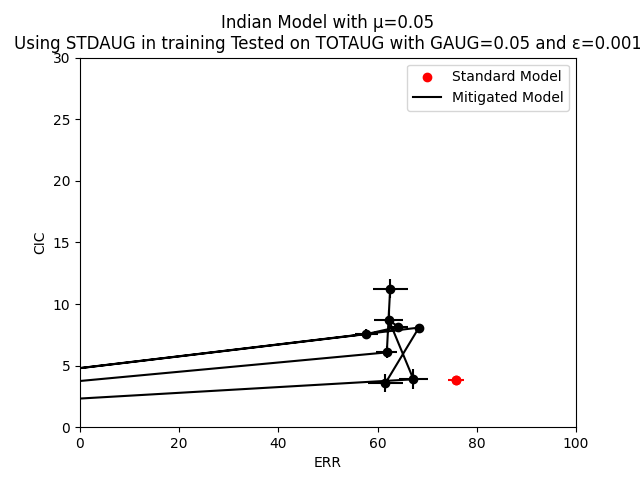 Indian Model with μ=0.05
Using STDAUG in training Tested on TOTAUG with GAUG=0.05 and ε=0.001
Standard Model
Mitigated Model
30
25
20
15
10
5
0
CIC
0 20 40 60 80 100
ERR